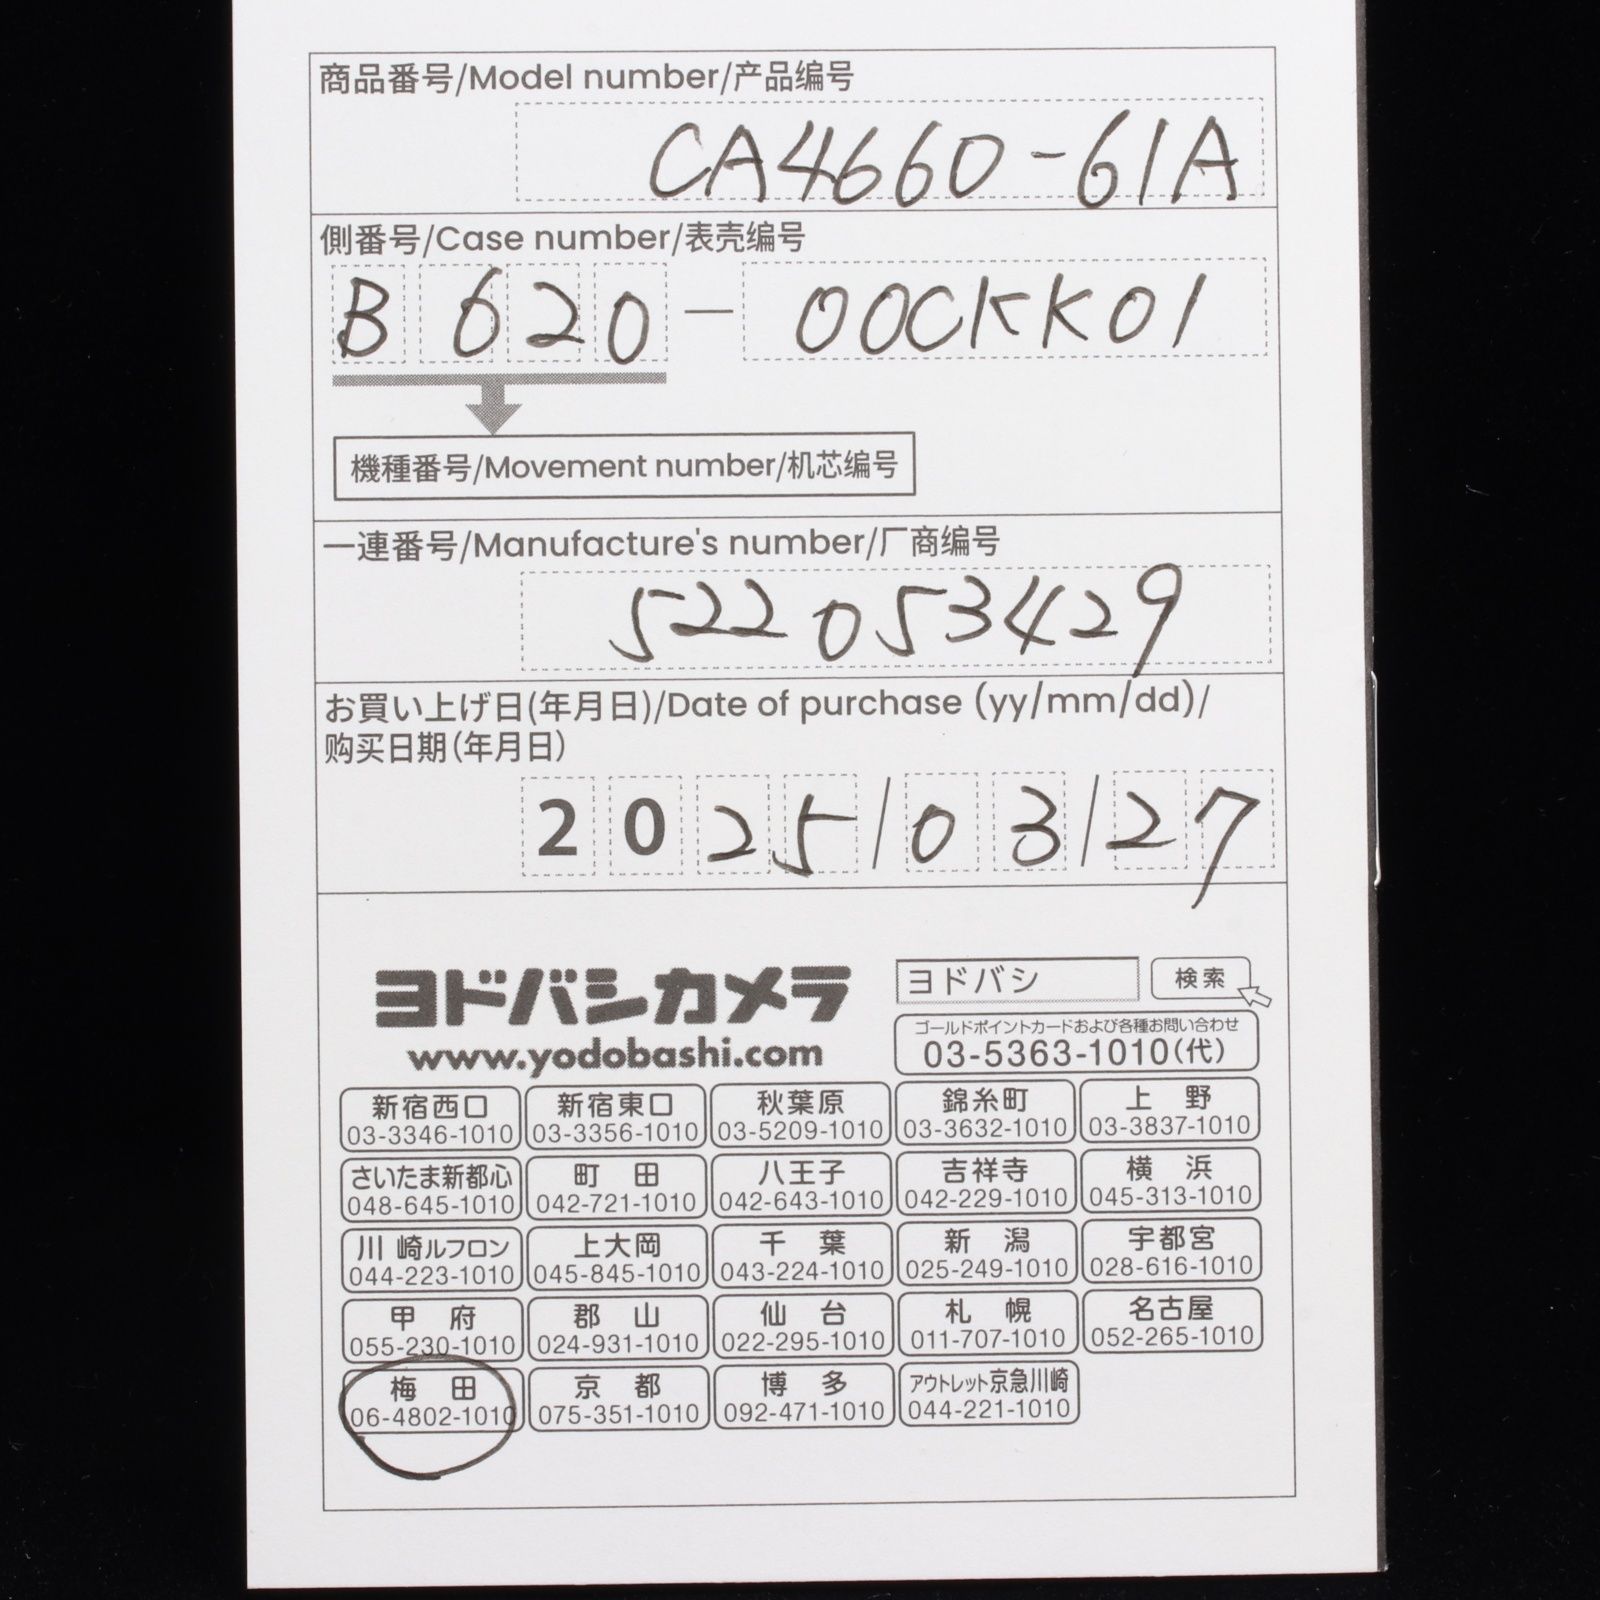 商品番号/Model number/产品编号
CA4660-61A
側番号/Case number/表壳编号
B620-00CKK01
機種番号/Movement number/机芯编号
一連番号/Manufacture's number/厂商编号
522053429
お買い上げ日(年月日)/Date of purchase (yy/mm/dd)/
购买日期(年月日)
2025/03/27
ヨドバシカメラ
www.yodobashi.com
ヨドバシ 検索
ゴールドポイントカードおよび各種お問い合わせ
03-5363-1010(代)
新宿西口 新宿東口 秋葉原 錦糸町 上野
03-3346-1010 03-3356-1010 03-5209-1010 03-3632-1010 03-3837-1010
さいたま新都心 町田 八王子 吉祥寺 横浜
048-645-1010 042-721-1010 042-643-1010 042-229-1010 045-313-1010
川崎ルフロン 上大岡 千葉 新潟 宇都宮
044-223-1010 045-845-1010 043-224-1010 025-249-1010 028-616-1010
甲府 郡山 仙台 札幌 名古屋
055-230-1010 024-931-1010 022-295-1010 011-707-1010 052-265-1010
梅田 京都 博多 アウトレット京急川崎
06-4802-1010 075-351-1010 092-471-1010 044-221-1010